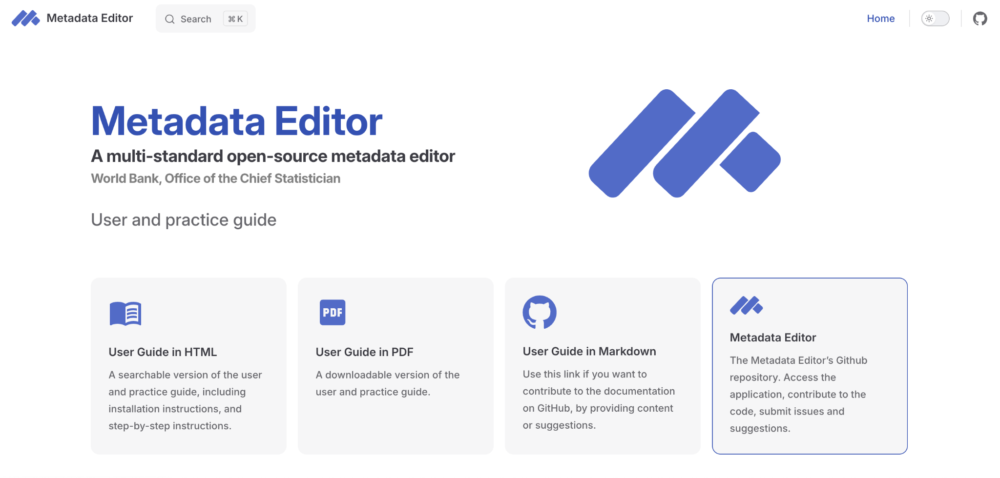 Metadata Editor
Search
⌘ K
Home
Metadata Editor
A multi-standard open-source metadata editor
World Bank, Office of the Chief Statistician
User and practice guide
User Guide in HTML
A searchable version of the user
and practice guide, including
installation instructions, and
step-by-step instructions.
PDF
User Guide in PDF
A downloadable version of the
user and practice guide.
User Guide in Markdown
Use this link if you want to
contribute to the documentation
on GitHub, by providing content
or suggestions.
Metadata Editor
The Metadata Editor’s Github
repository. Access the
application, contribute to the
code, submit issues and
suggestions.